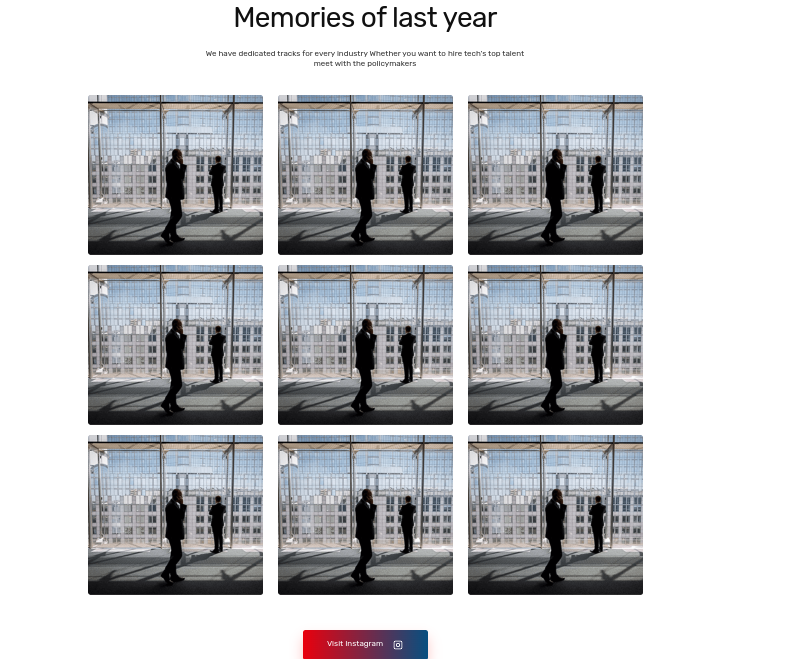 Memories of last year
We have dedicated tracks for every Industry Whether you want to hire tech's top talent
meet with the policymakers
Visit Instagram